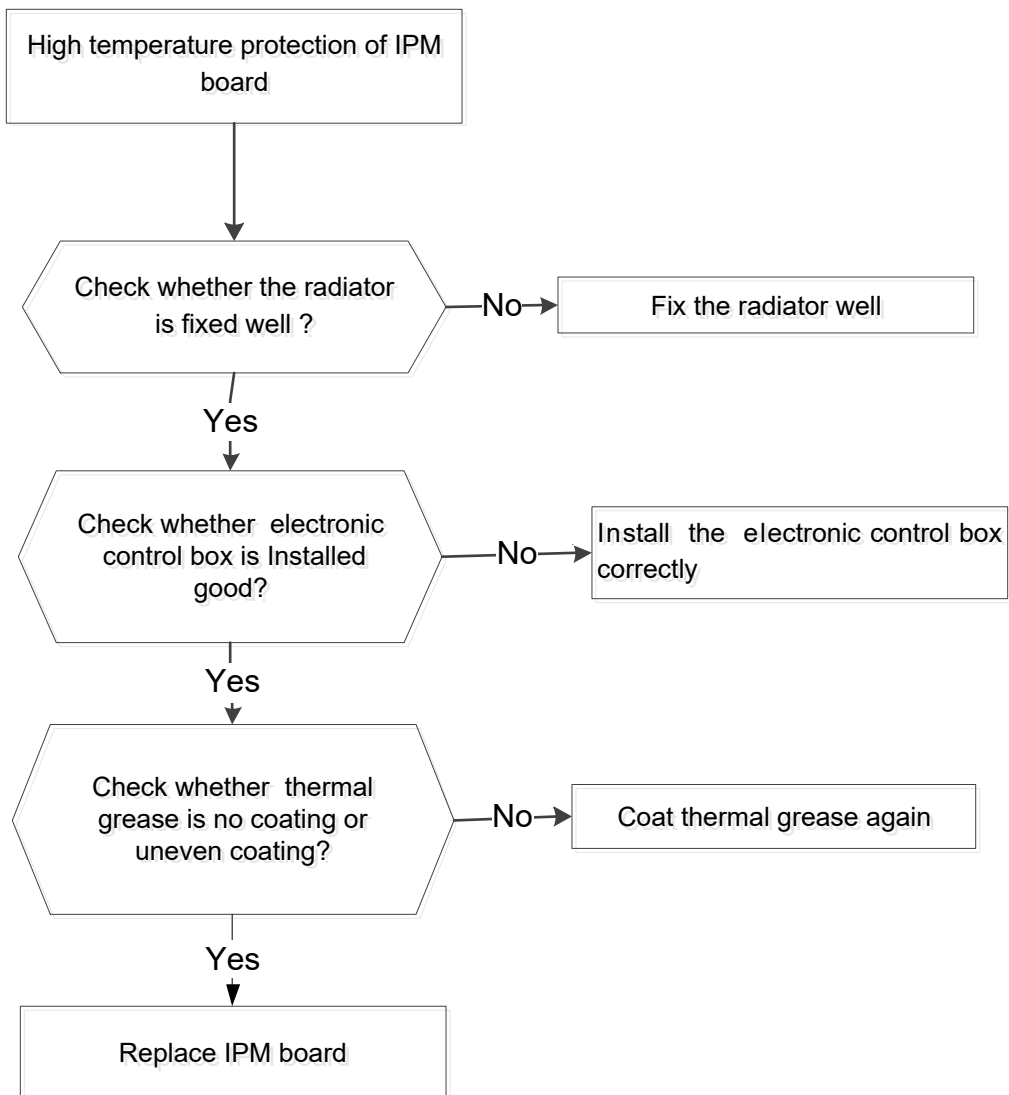 High temperature protection of IPM
board
Check whether the radiator
is fixed well ?
No
Fix the radiator well
Yes
Check whether electronic
control box is Installed
good?
No
Install the electronic control box
correctly
Yes
Check whether thermal
grease is no coating or
uneven coating?
No
Coat thermal grease again
Yes
Replace IPM board